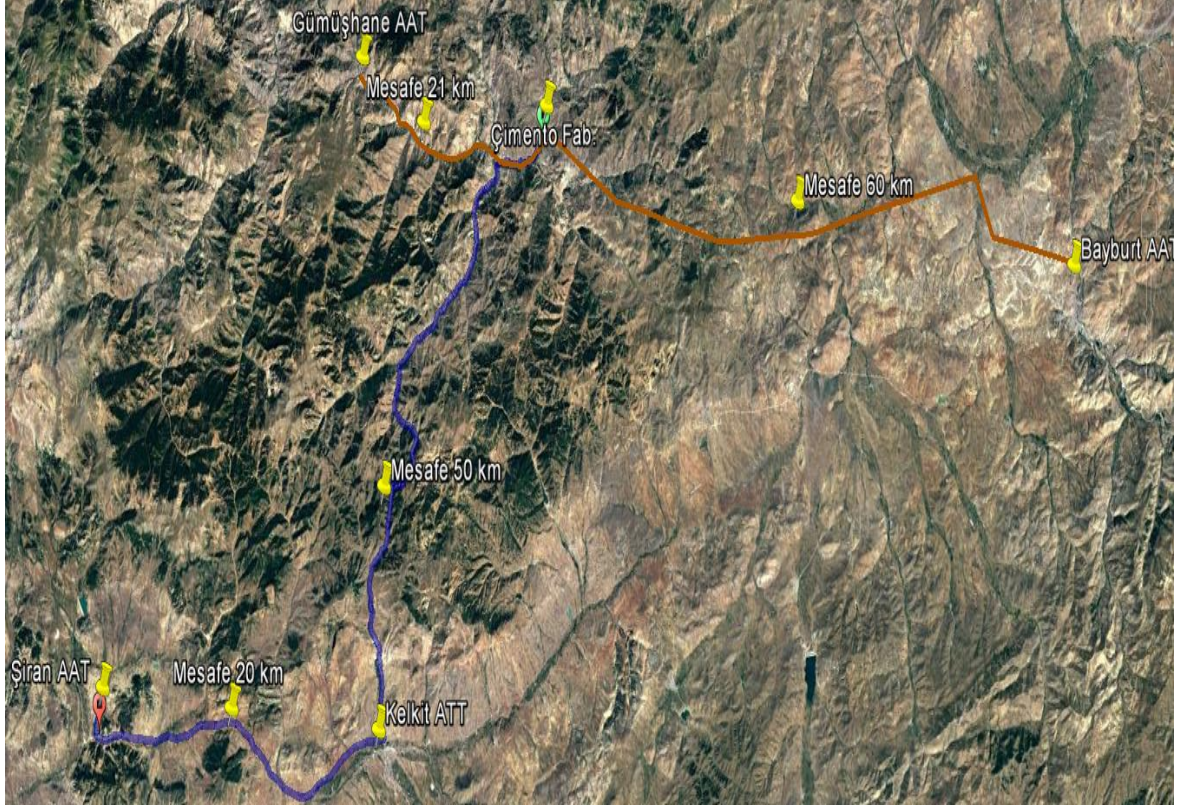 Gümüşhane AAT
Mesafe 21 km
Çimento Fab.
Mesafe 60 km
Bayburt AAT
Mesafe 50 km
Şiran AAT
Mesafe 20 km
Kelkit ATT